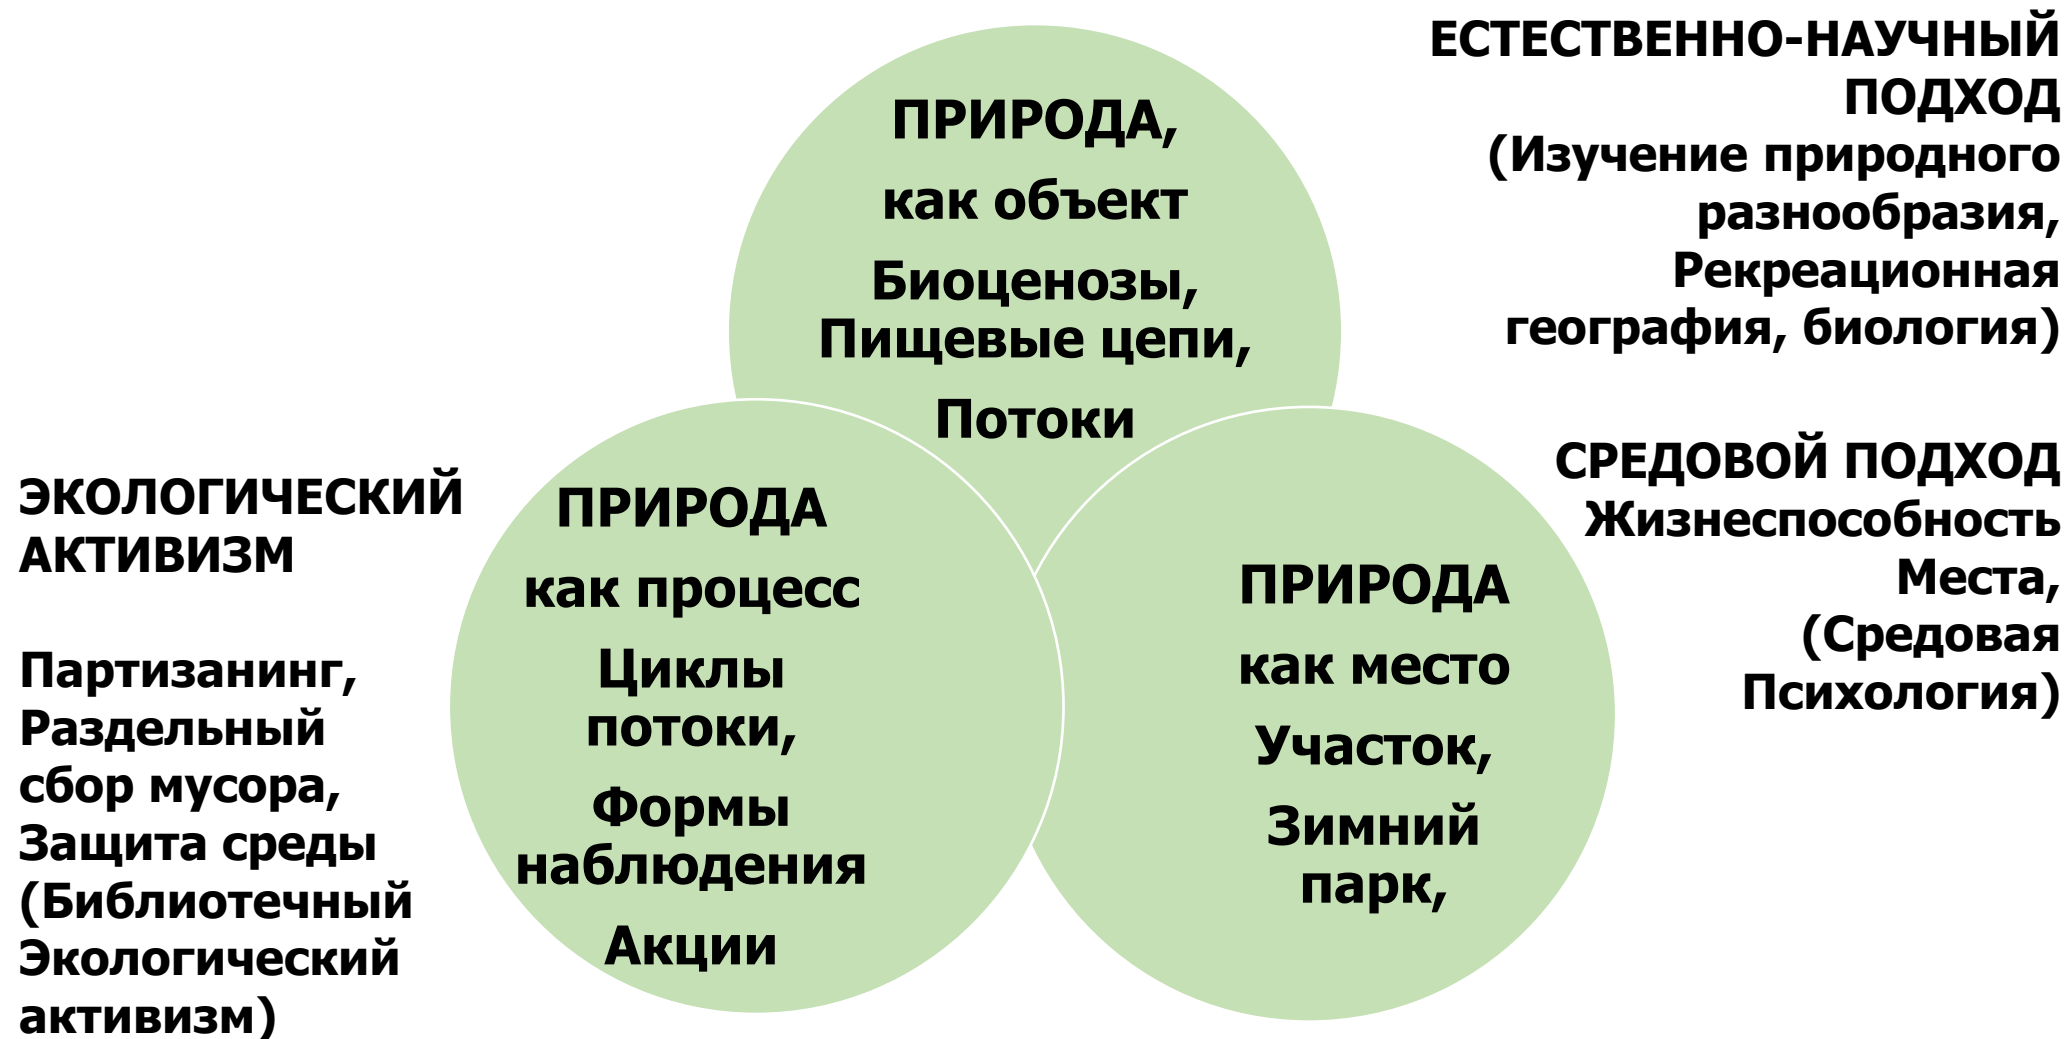 ПРИРОДА,
как объект
Биоценозы,
Пищевые цепи,
Потоки
ЕСТЕСТВЕННО-НАУЧНЫЙ
ПОДХОД
(Изучение природного
разнообразия,
Рекреационная
география, биология)
ЭКОЛОГИЧЕСКИЙ
АКТИВИЗМ
Партизанинг,
Раздельный
сбор мусора,
Защита среды
(Библиотечный
Экологический
активизм)
ПРИРОДА
как процесс
Циклы
потоки,
Формы
наблюдения
Акции
ПРИРОДА
как место
Участок,
Зимний
парк,
СРЕДОВОЙ ПОДХОД
Жизнеспособность
Места,
(Средовая
Психология)